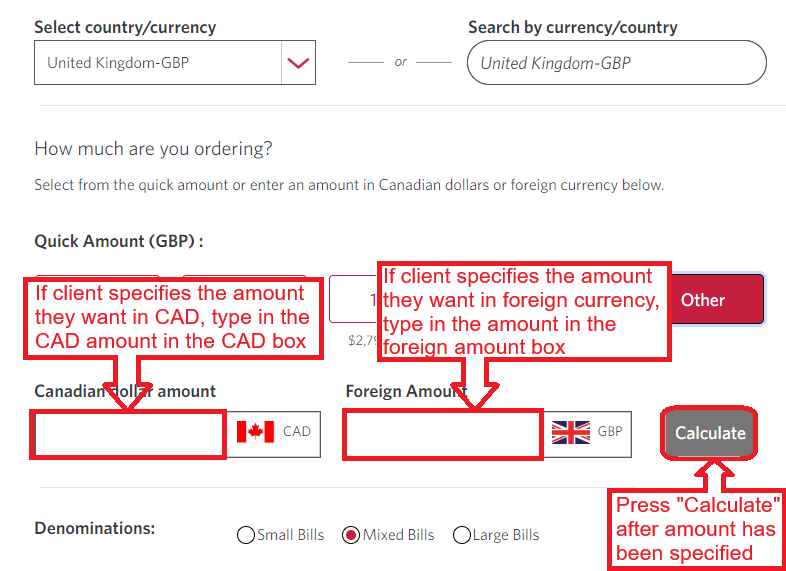 Select country/currency
Search by currency/country
United Kingdom-GBP
or
United Kingdom-GBP
How much are you ordering?
Select from the quick amount or enter an amount in Canadian dollars or foreign currency below.
Quick Amount (GBP) :
If client specifies the amount
they want in CAD, type in the
CAD amount in the CAD box
If client specifies the amount
they want in foreign currency,
type in the amount in the
foreign amount box
Other
Canadian dollar amount
Foreign Amount
CAD
GBP
Calculate
Press "Calculate"
after amount has
been specified
Denominations:
Small Bills
Mixed Bills
Large Bills